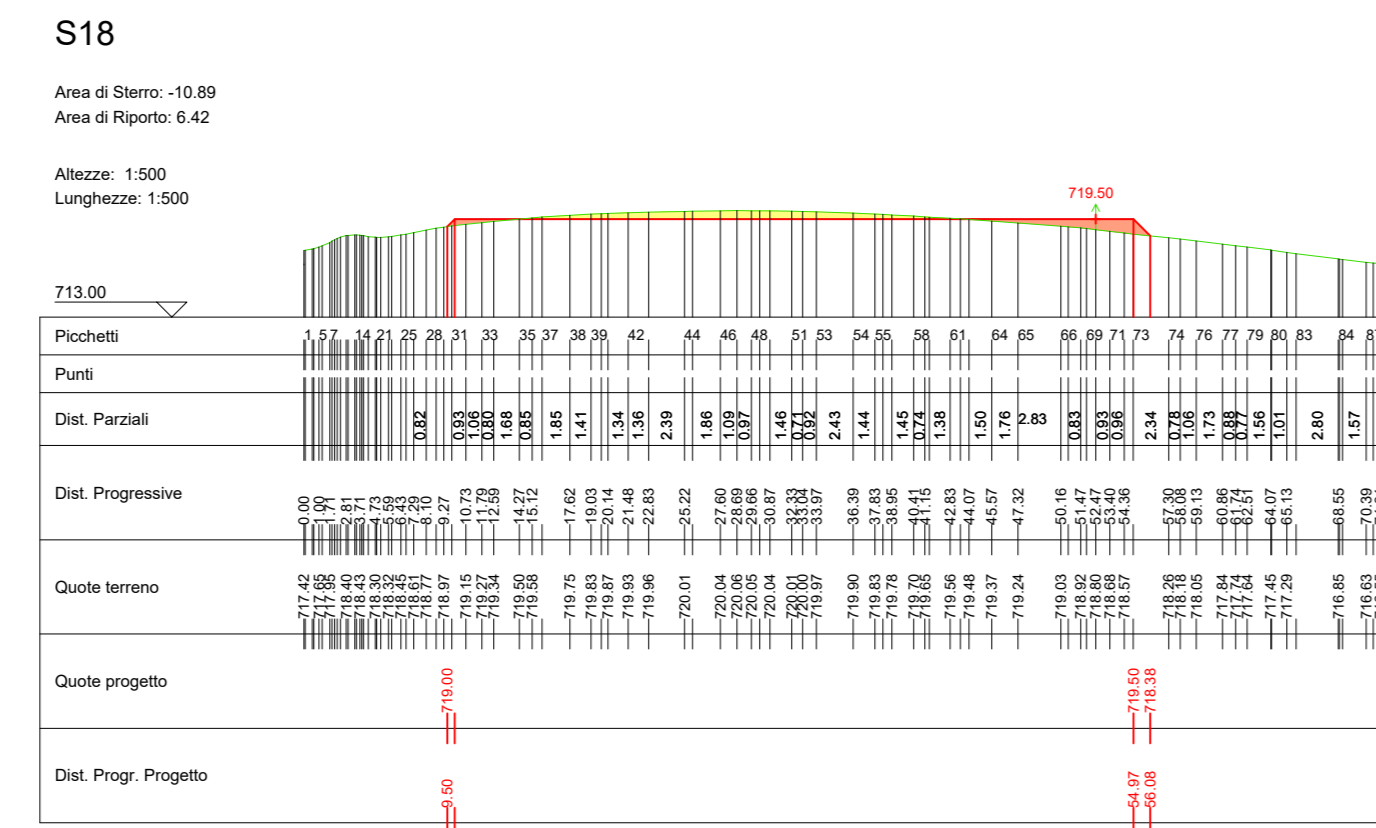 S18
Area di Sterro: -10.89
Area di Riporto: 6.42
Altezze: 1:500
Lunghezze: 1:500
719.50
713.00
Picchetti 1 5 7 14 21 25 28 31 33 35 37 38 39 42 44 46 48 51 53 54 55 58 61 64 65 66 69 71 73 74 76 77 79 80 83 84
Punti
Dist. Parziali 0.82 0.93 1.06 0.80 1.68 0.85 1.85 1.41 1.34 1.36 2.39 1.86 1.09 0.97 1.46 0.71 0.92 2.43 1.44 1.45 0.74 1.38 1.50 1.76 2.83 0.83 0.93 0.96 2.34 0.78 1.06 1.73 0.88 0.77 1.56 1.01 2.80 1.57
Dist. Progressive 0.00 1.00 1.71 2.81 3.71 4.73 5.59 6.43 7.29 8.10 9.27 10.73 11.79 12.59 14.27 15.12 17.62 19.03 20.14 21.48 22.83 25.22 27.60 28.69 29.66 30.87 32.33 33.04 33.97 36.39 37.83 38.95 40.41 41.15 42.83 44.07 45.57 47.32 50.16 51.47 52.47 53.40 54.36 57.30 58.08 59.13 60.86 61.74 62.51 64.07 65.13 68.55 70.39
Quote terreno 717.42 717.65 717.95 718.40 718.43 718.30 718.32 718.45 718.61 718.77 718.97 719.15 719.27 719.34 719.50 719.58 719.75 719.83 719.87 719.93 719.96 720.01 720.04 720.06 720.05 720.04 720.01 720.00 719.97 719.90 719.83 719.78 719.70 719.65 719.56 719.48 719.37 719.24 719.03 718.92 718.80 718.68 718.57 718.26 718.18 718.05 717.84 717.74 717.64 717.45 717.29 716.85 716.63
Quote progetto 719.00 719.50 718.38
Dist. Progr. Progetto 9.50 54.97 56.08